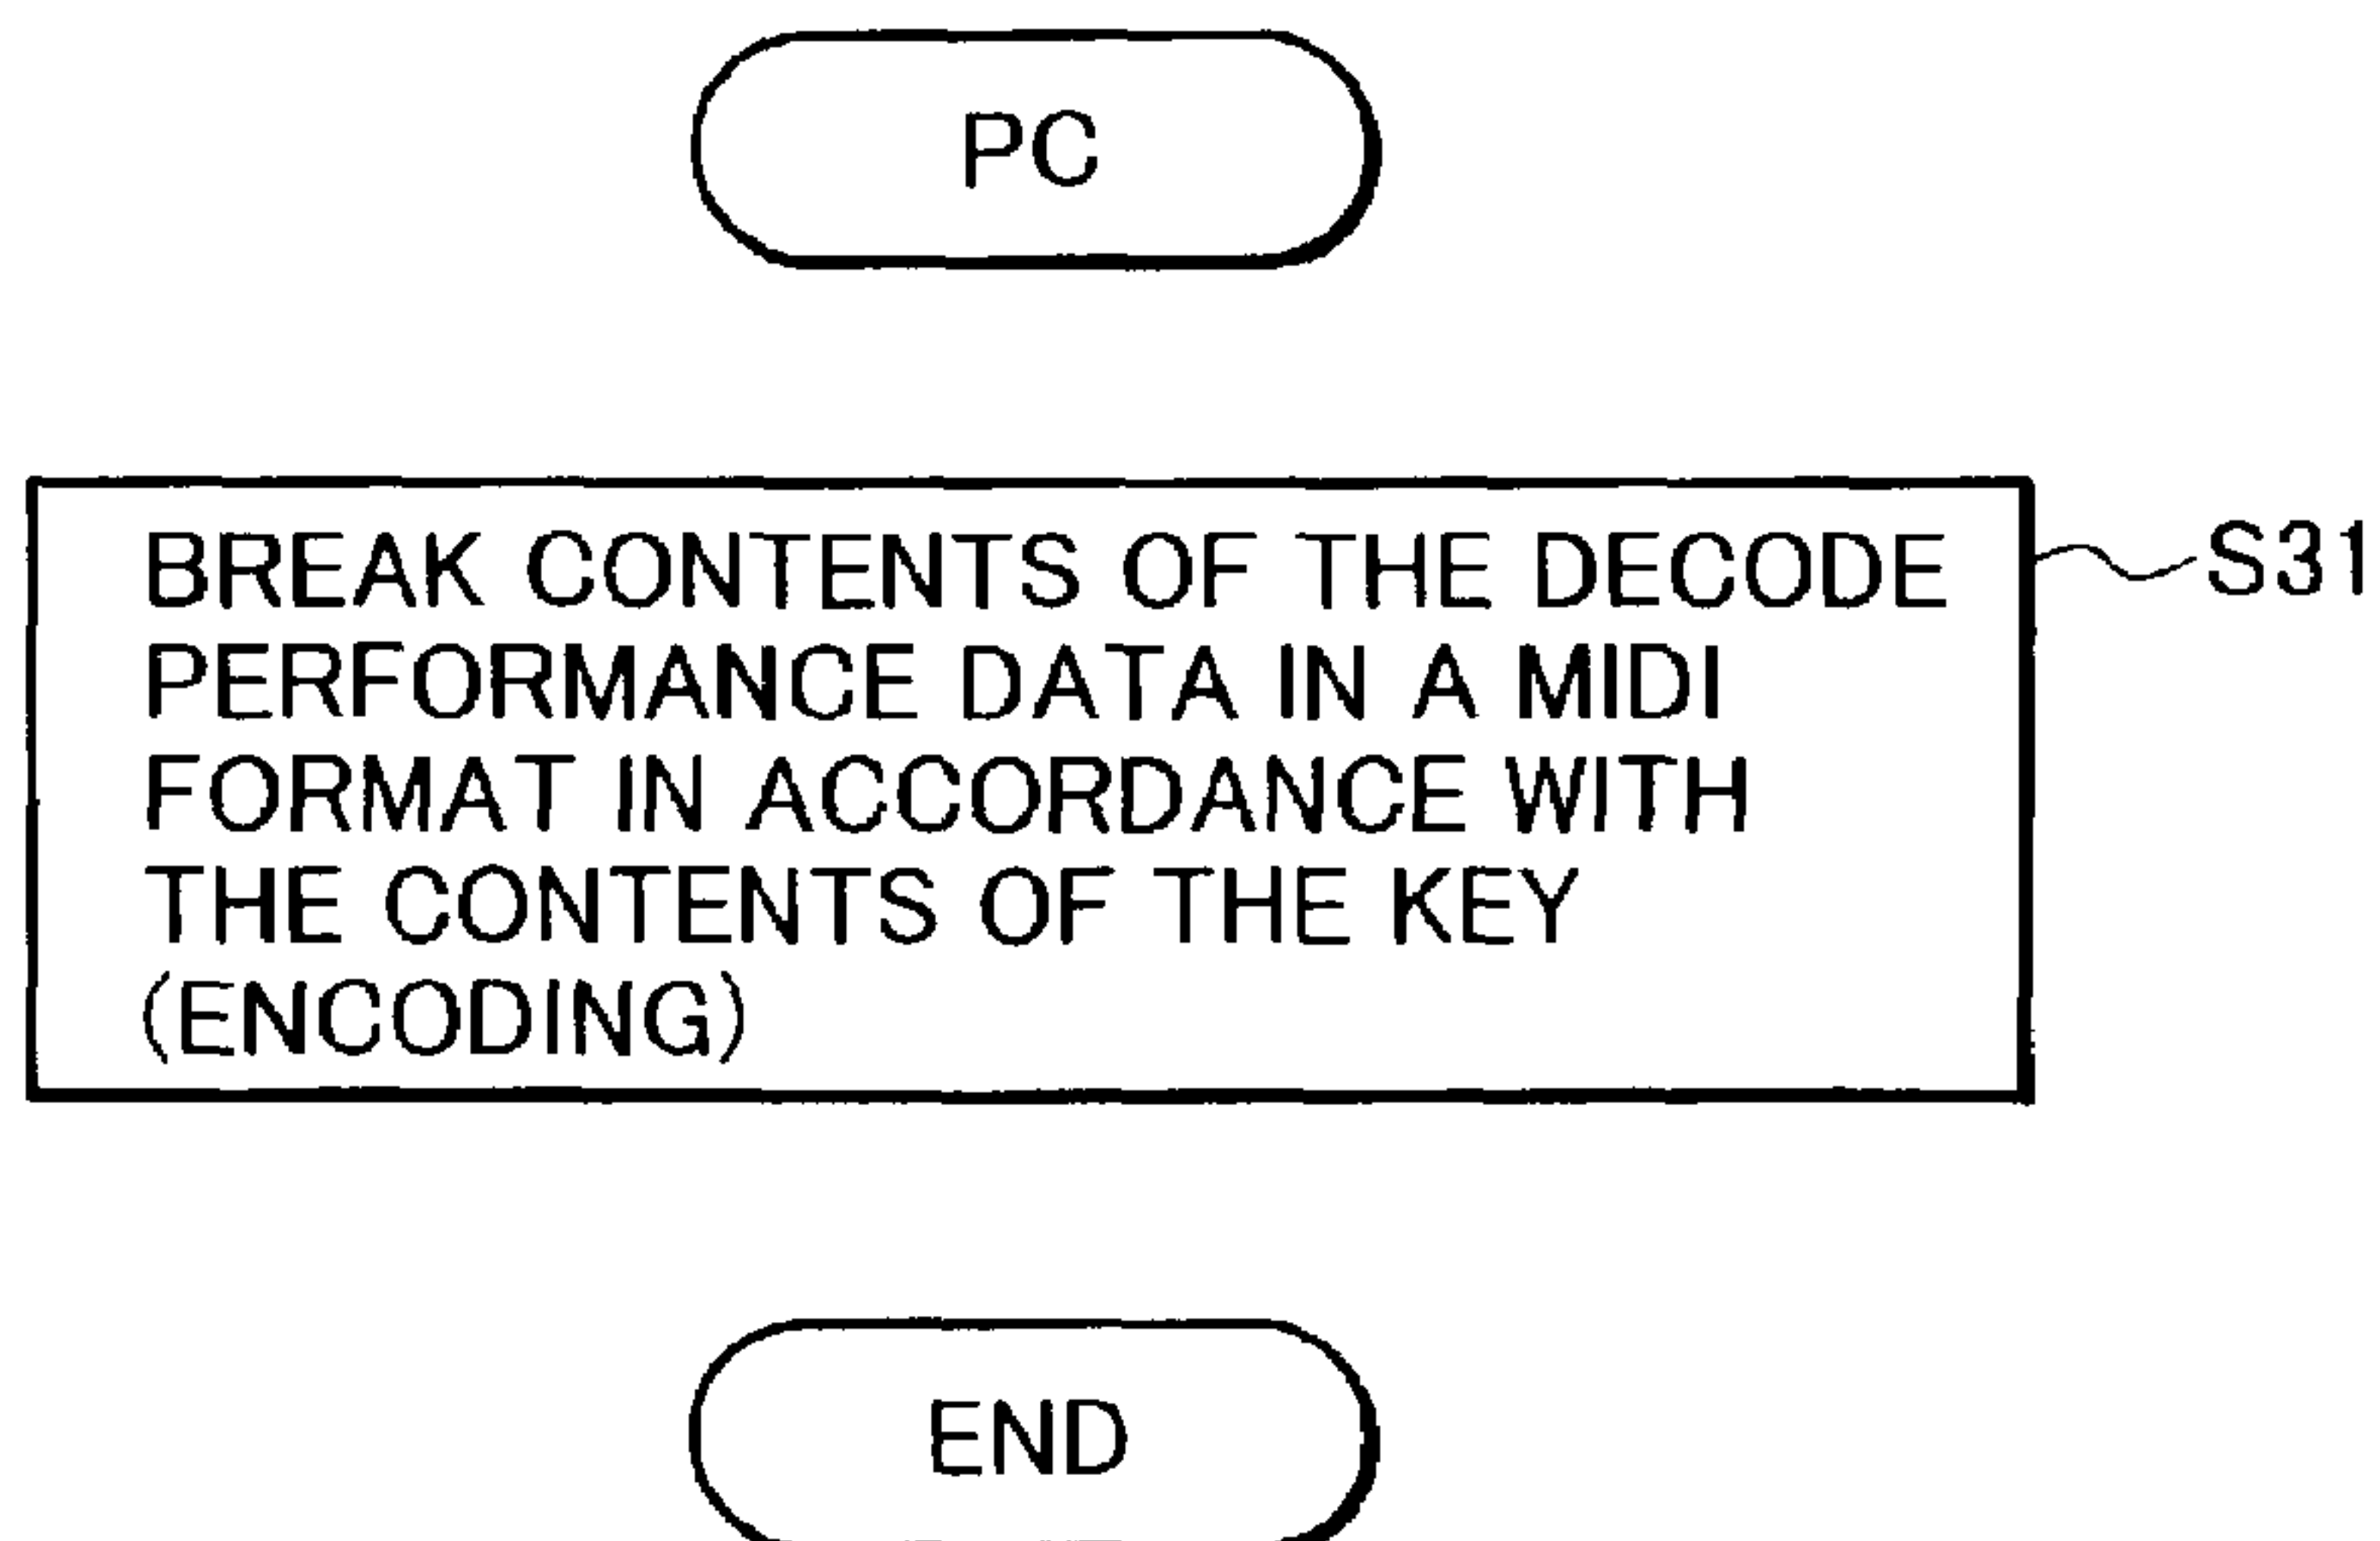 PC
BREAK CONTENTS OF THE DECODE
S31
PERFORMANCE DATA IN A MIDI
FORMAT IN ACCORDANCE WITH
THE CONTENTS OF THE KEY
(ENCODING)
END